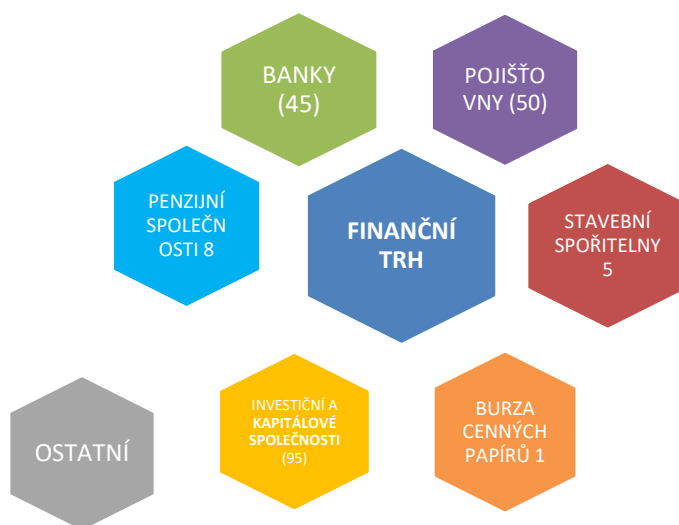 BANKY
(45)
POJIŠŤO
VNY (50)
PENZIJNÍ
SPOLEČN
OSTI 8
FINANČNÍ
TRH
STAVEBNÍ
SPOŘITELNY
5
OSTATNÍ
INVESTIČNÍ A
KAPITÁLOVÉ
SPOLEČNOSTI
(95)
BURZA
CENNÝCH
PAPÍRŮ 1